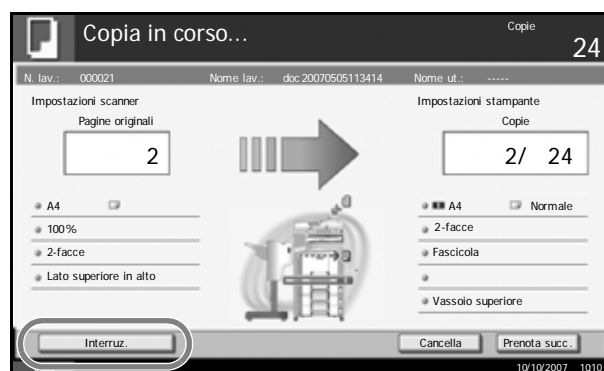 Copia in corso...
Copie
24
N. lav.: 000021 Nome lav.: doc 20070505113414 Nome ut.: -----
Impostazioni scanner
Pagine originali
2
A4
100%
2-facce
Lato superiore in alto
Impostazioni stampante
Copie
2/ 24
A4 Normale
2-facce
Fascicola
Vassoio superiore
Interruz.
Cancella
Prenota succ.
10/10/2007 1010